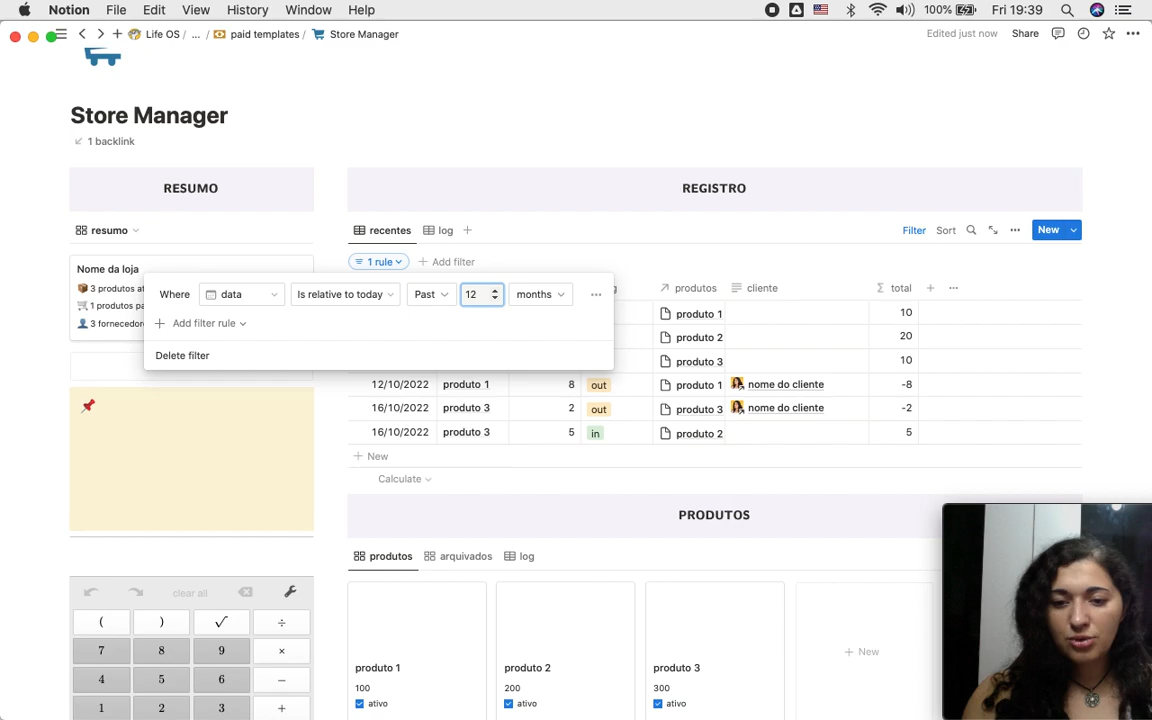 Notion File Edit View History Window Help 100% Fri 19:39
Life OS / ... / paid templates / Store Manager Edited just now Share
Store Manager
1 backlink
RESUMO REGISTRO
resumo recentes log Filter Sort New
1 rule Add filter
Nome da loja
3 produtos at
1 produtos pa
3 fornecedore
Where data Is relative to today Past 12 months
Add filter rule
Delete filter
produtos cliente total
produto 1 10
produto 2 20
produto 3 10
12/10/2022 produto 1 8 out produto 1 nome do cliente -8
16/10/2022 produto 3 2 out produto 3 nome do cliente -2
16/10/2022 produto 3 5 in produto 2 5
New
Calculate
PRODUTOS
produtos arquivados log
clear all
( ) √ ÷
7 8 9 ×
4 5 6 −
1 2 3 +
produto 1 produto 2 produto 3 + New
100 200 300
ativo ativo ativo